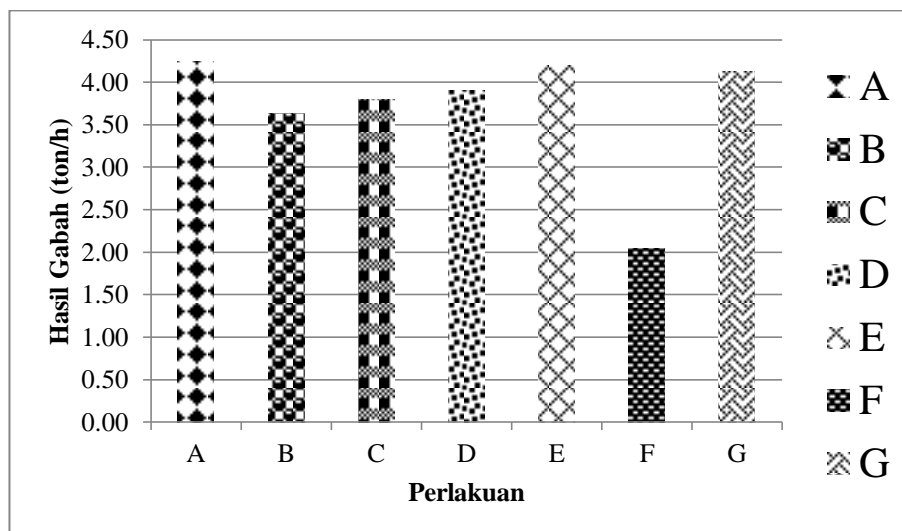 4.50
4.00
3.50
3.00
2.50
2.00
1.50
1.00
0.50
0.00
Hasil Gabah (ton/h)
A B C D E F G
Perlakuan
A
B
C
D
E
F
G